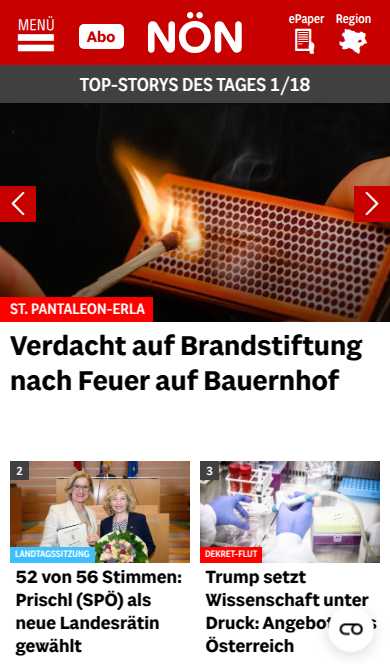 MENÜ
Abo
NÖN
ePaper
Region
TOP-STORYS DES TAGES 1/18
ST. PANTALEON-ERLA
Verdacht auf Brandstiftung
nach Feuer auf Bauernhof
2
LANDTAGSSITZUNG
52 von 56 Stimmen:
Prischl (SPÖ) als
neue Landesrätin
gewählt
3
DEKRET-FLUT
Trump setzt
Wissenschaft unter
Druck: Angebot
Österreich